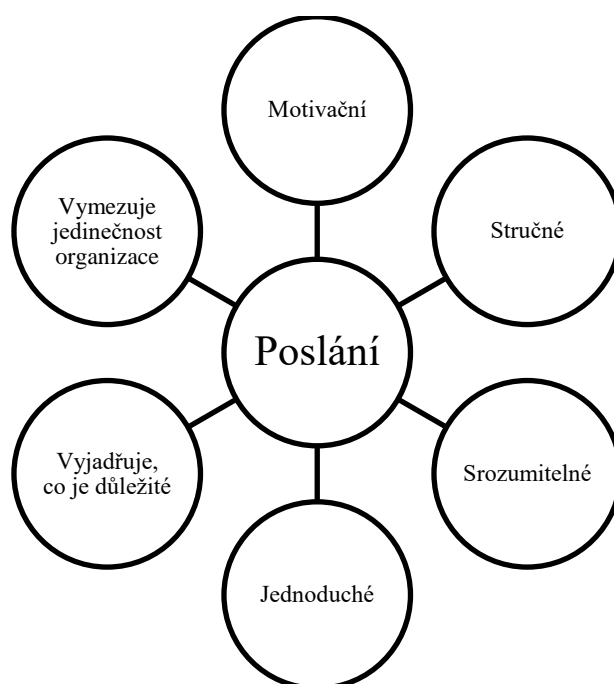 Motivační
Vymezuje
jedinečnost
organizace
Stručné
Poslání
Vyjadřuje,
co je důležité
Srozumitelné
Jednoduché